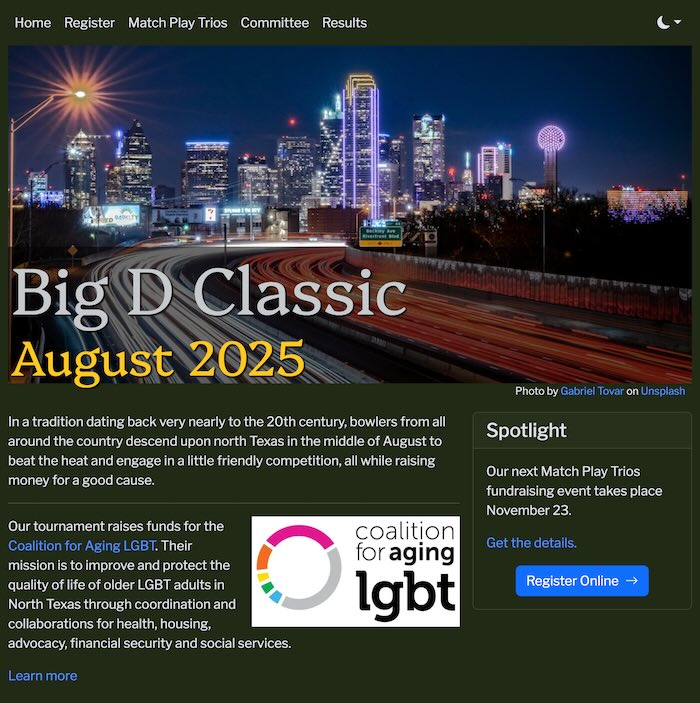 Home Register Match Play Trios Committee Results
Barkley Ave
Riverfront Blvd
Big D Classic
August 2025
Photo by Gabriel Tovar on Unsplash
In a tradition dating back very nearly to the 20th century, bowlers from all
around the country descend upon north Texas in the middle of August to
beat the heat and engage in a little friendly competition, all while raising
money for a good cause.
Our tournament raises funds for the
Coalition for Aging LGBT. Their
mission is to improve and protect the
quality of life of older LGBT adults in
North Texas through coordination and
collaborations for health, housing,
advocacy, financial security and social services.
coalition
for aging
lgbt
Learn more
Spotlight
Our next Match Play Trios
fundraising event takes place
November 23.
Get the details.
Register Online →